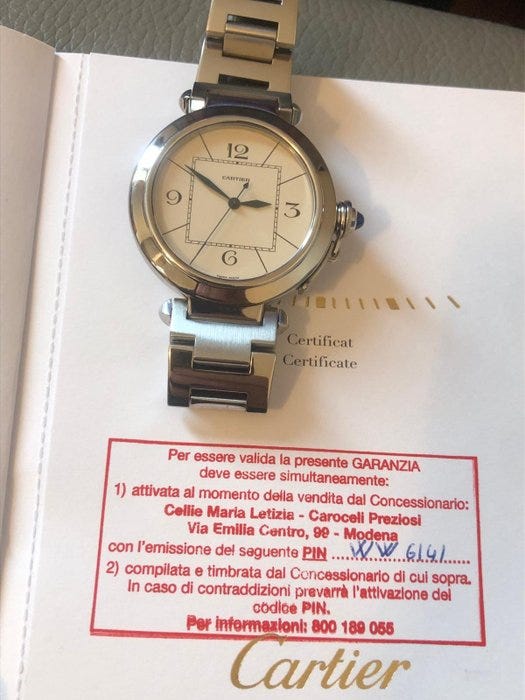 12
CARTIER
9
3
6
Certificat
Certificate
Per essere valida la presente GARANZIA
deve essere simultaneamente:
1) attivata al momento della vendita dal Concessionario:
Cellie Maria Letizia - Caroceli Preziosi
Via Emilia Centro, 99 - Modena
con l'emissione del seguente PIN ....WW 6141......
2) compilata e timbrata dal Concessionario di cui sopra.
In caso di contraddizioni prevarrà l'attivazione del
codice PIN.
Per informazioni: 800 189 055
Cartier